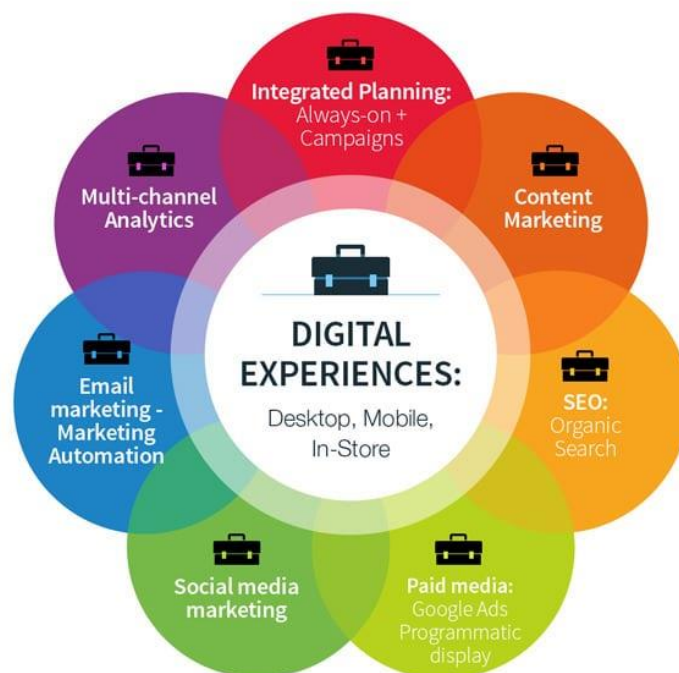 Integrated Planning:
Always-on +
Campaigns
Content
Marketing
SEO:
Organic
Search
Paid media:
Google Ads
Programmatic
display
Social media
marketing
Email
marketing -
Marketing
Automation
Multi-channel
Analytics
DIGITAL
EXPERIENCES:
Desktop, Mobile,
In-Store